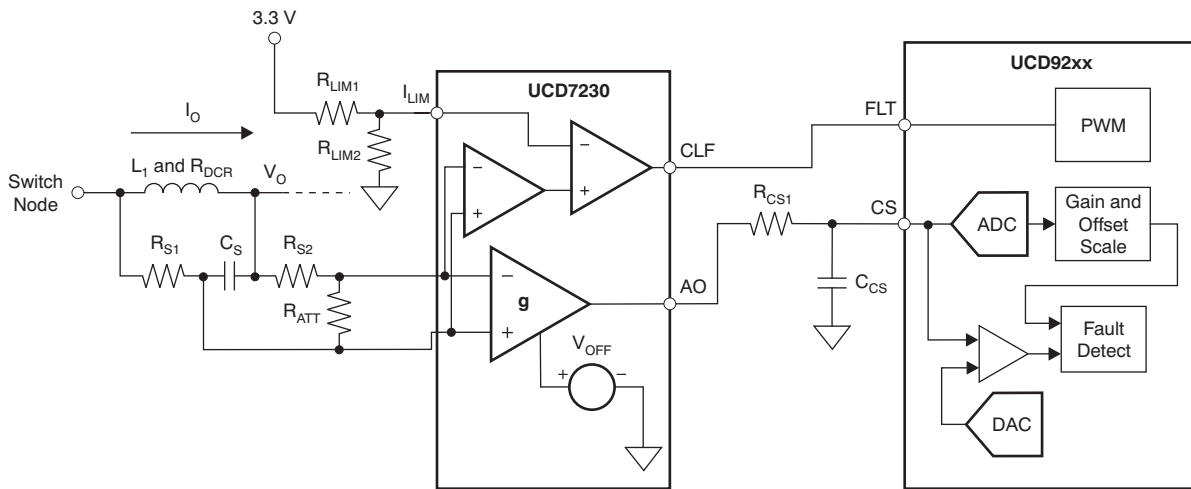 3.3 V
R_LIM1
I_LIM
UCD7230
UCD92xx
I_O
R_LIM2
FLT
PWM
CLF
L_1 and R_DCR
V_O
Switch
Node
−
+
−
+
R_CS1
CS
ADC
Gain and
Offset
Scale
R_S1
C_S
R_S2
−
g
+
AO
C_CS
R_ATT
V_OFF
+
−
Fault
Detect
DAC